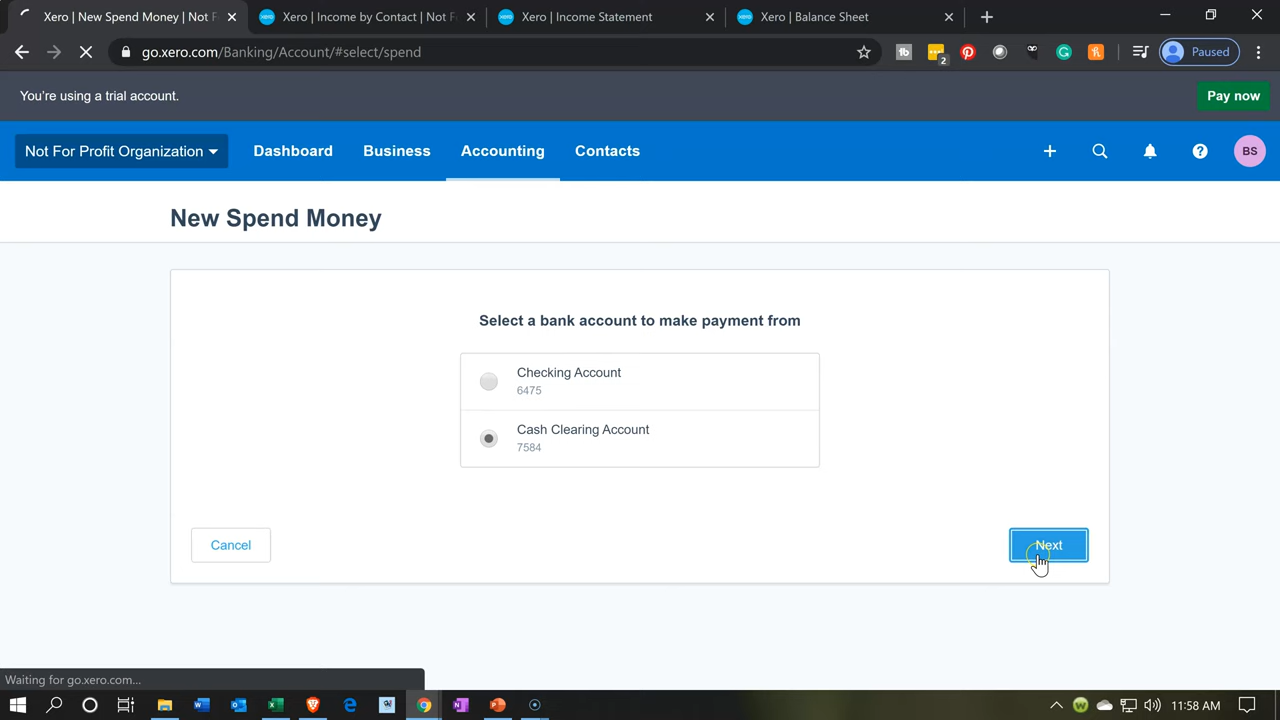 Xero | New Spend Money | Not F
Xero | Income by Contact | Not F
Xero | Income Statement
Xero | Balance Sheet
go.xero.com/Banking/Account/#select/spend
2
Paused
You're using a trial account.
Pay now
Not For Profit Organization
Dashboard
Business
Accounting
Contacts
BS
New Spend Money
Select a bank account to make payment from
Checking Account
6475
Cash Clearing Account
7584
Cancel
Next
Waiting for go.xero.com...
11:58 AM